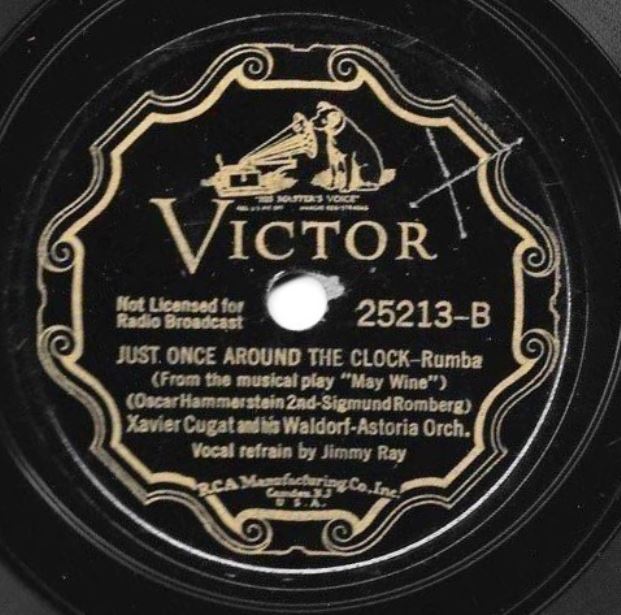 "HIS MASTER'S VOICE"
VICTOR
Not Licensed for
Radio Broadcast
25213-B
JUST ONCE AROUND THE CLOCK-Rumba
(From the musical play "May Wine")
(Oscar Hammerstein 2nd-Sigmund Romberg)
Xavier Cugat and his Waldorf-Astoria Orch.
Vocal refrain by Jimmy Ray
RCA Manufacturing Co., Inc.
Camden N.J.
U.S.A.